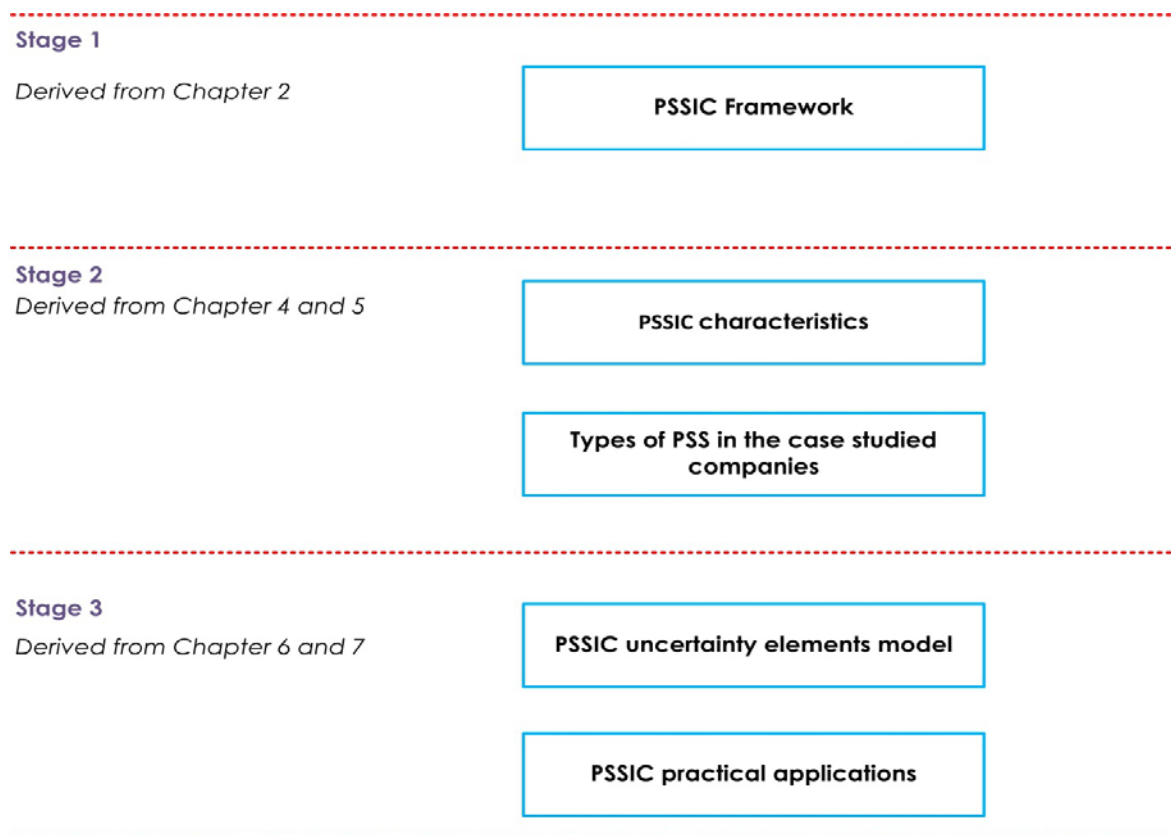 Stage 1
Derived from Chapter 2
PSSIC Framework
Stage 2
Derived from Chapter 4 and 5
PSSIC characteristics
Types of PSS in the case studied
companies
Stage 3
Derived from Chapter 6 and 7
PSSIC uncertainty elements model
PSSIC practical applications